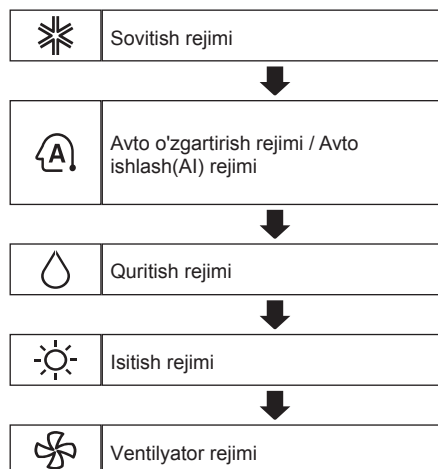 Sovitish rejimi
A
Avto o'zgartirish rejimi / Avto
ishlash(AI) rejimi
Quritish rejimi
Isitish rejimi
Ventilyator rejimi